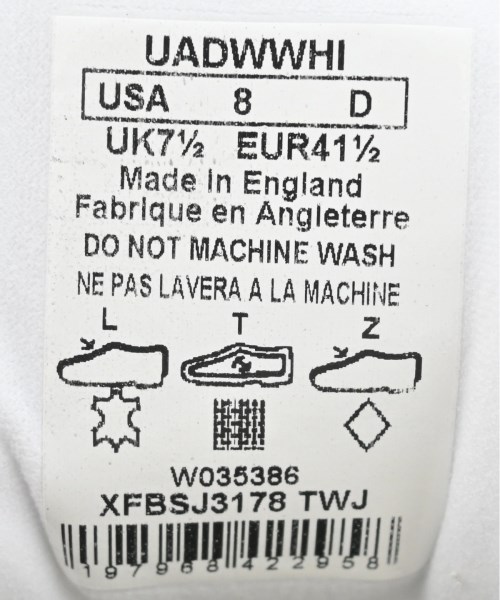 UADWWHI
USA 8 D
UK7½ EUR41½
Made In England
Fabrique en Angleterre
DO NOT MACHINE WASH
NE PAS LAVERA A LA MACHINE
L T Z
W035386
XFBSJ3178 TWJ
197968422958